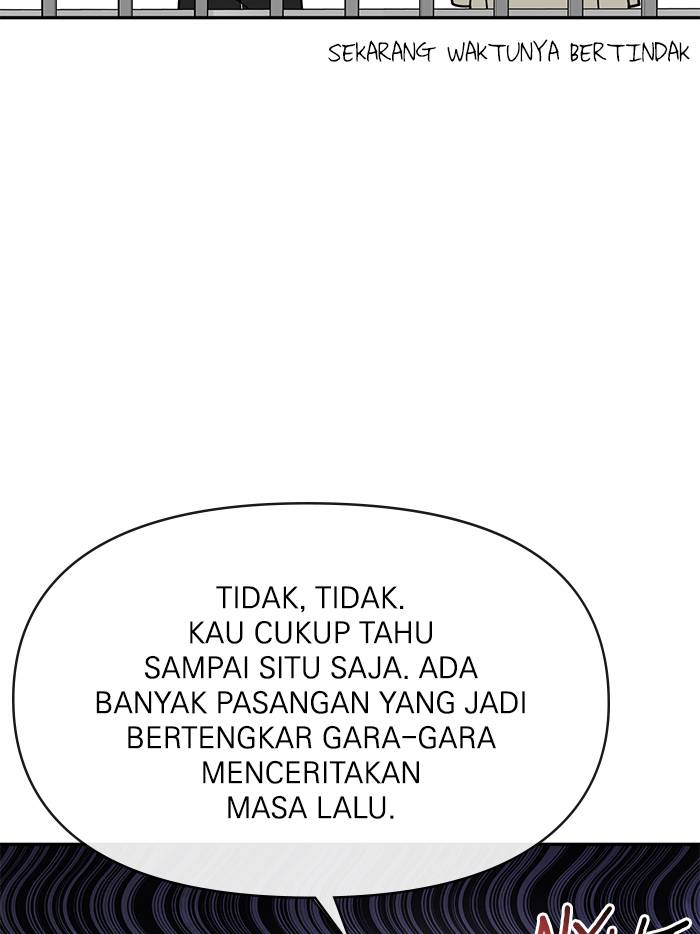 SEKARANG WAKTUNYA BERTINDAK
TIDAK, TIDAK.
KAU CUKUP TAHU
SAMPAI SITU SAJA. ADA
BANYAK PASANGAN YANG JADI
BERTENGKAR GARA-GARA
MENCERITAKAN
MASA LALU.